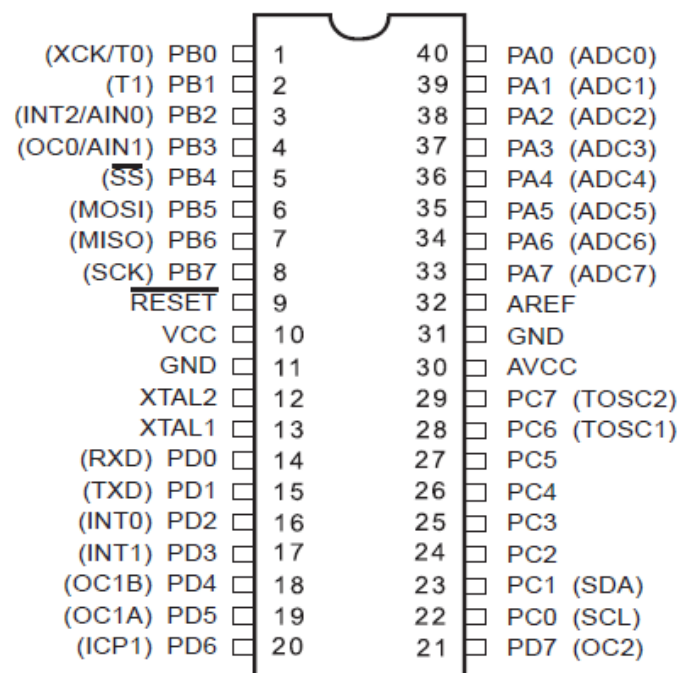 (XCK/T0) PB0 1 40 PA0 (ADC0)
(T1) PB1 2 39 PA1 (ADC1)
(INT2/AIN0) PB2 3 38 PA2 (ADC2)
(OC0/AIN1) PB3 4 37 PA3 (ADC3)
(SS) PB4 5 36 PA4 (ADC4)
(MOSI) PB5 6 35 PA5 (ADC5)
(MISO) PB6 7 34 PA6 (ADC6)
(SCK) PB7 8 33 PA7 (ADC7)
RESET 9 32 AREF
VCC 10 31 GND
GND 11 30 AVCC
XTAL2 12 29 PC7 (TOSC2)
XTAL1 13 28 PC6 (TOSC1)
(RXD) PD0 14 27 PC5
(TXD) PD1 15 26 PC4
(INT0) PD2 16 25 PC3
(INT1) PD3 17 24 PC2
(OC1B) PD4 18 23 PC1 (SDA)
(OC1A) PD5 19 22 PC0 (SCL)
(ICP1) PD6 20 21 PD7 (OC2)